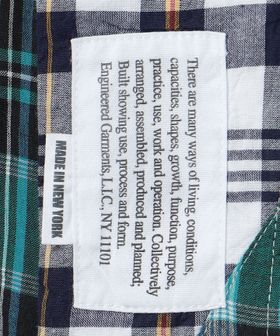 There are many ways of living, conditions,
capacities, shapes, growth, function, purpose,
practice, use, work and operation. Collectively
arranged, assembled, produced and planned;
Built showing use, process and form.
Engineered Garments, L.I.C., NY 11101
MADE IN NEW YORK